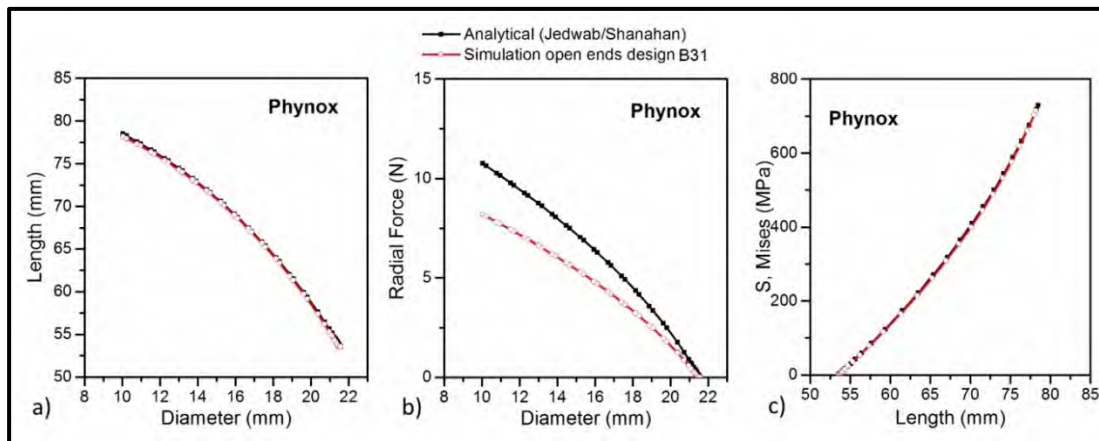 Analytical (Jedwab/Shanahan)
Simulation open ends design B31
85
80
75
70
65
60
55
50
Length (mm)
Phynox
8 10 12 14 16 18 20 22
a)
Diameter (mm)
15
10
5
0
Radial Force (N)
Phynox
8 10 12 14 16 18 20 22
b)
Diameter (mm)
800
600
400
200
0
S, Mises (MPa)
Phynox
50 55 60 65 70 75 80 85
c)
Length (mm)